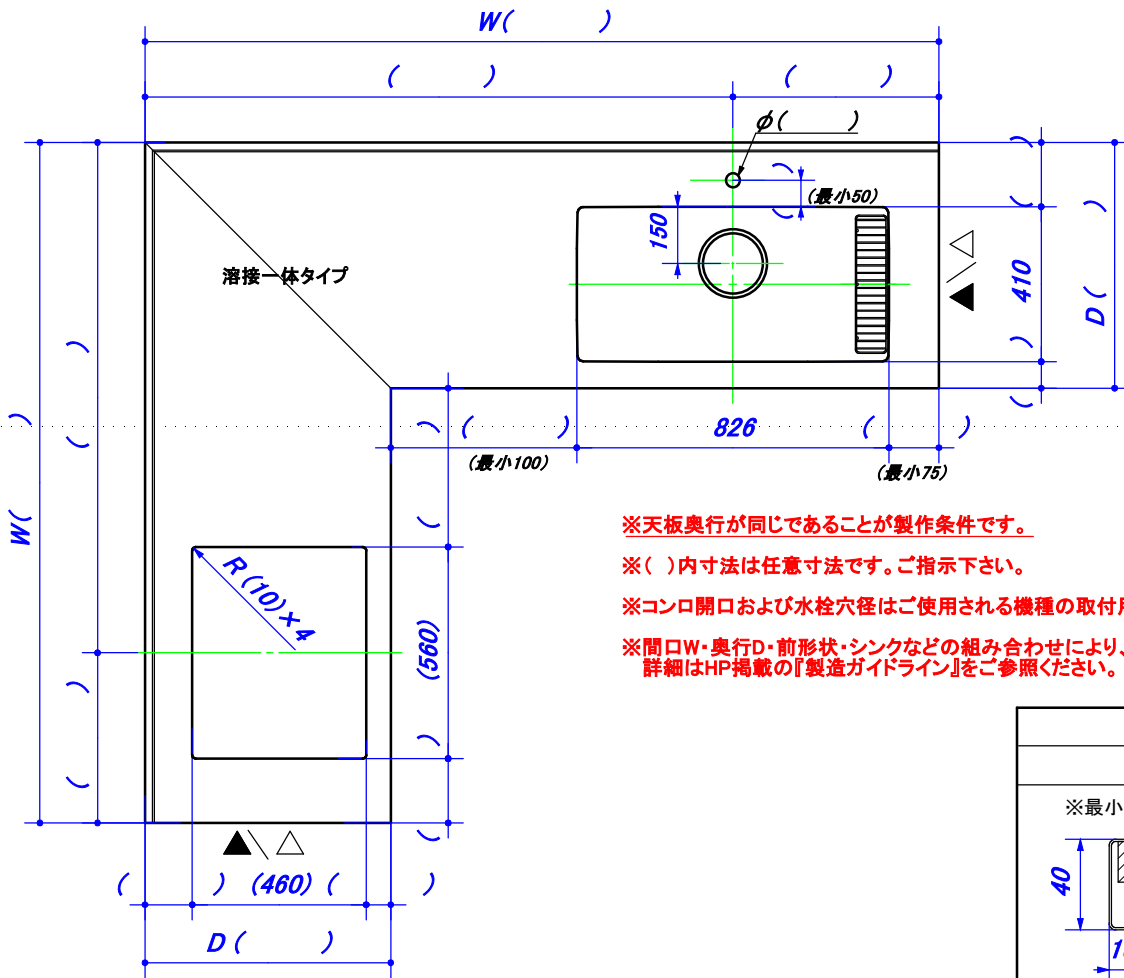 W( )
( ) ( )
φ( )
( )
(最小50)
150
( )
410
( )
D( )
溶接一体タイプ
W( )
( )
( )
( ) 826 ( )
(最小100)
(最小75)
( )
R(10)×4
(560)
( )
※天板奥行が同じであることが製作条件です。
※( )内寸法は任意寸法です。ご指示下さい。
※コンロ開口および水栓穴径はご使用される機種の取付
※間口W・奥行D・前形状・シンクなどの組み合わせにより、
詳細はHP掲載の『製造ガイドライン』をご参照ください。
( ) (460) ( )
D( )
※最小
40